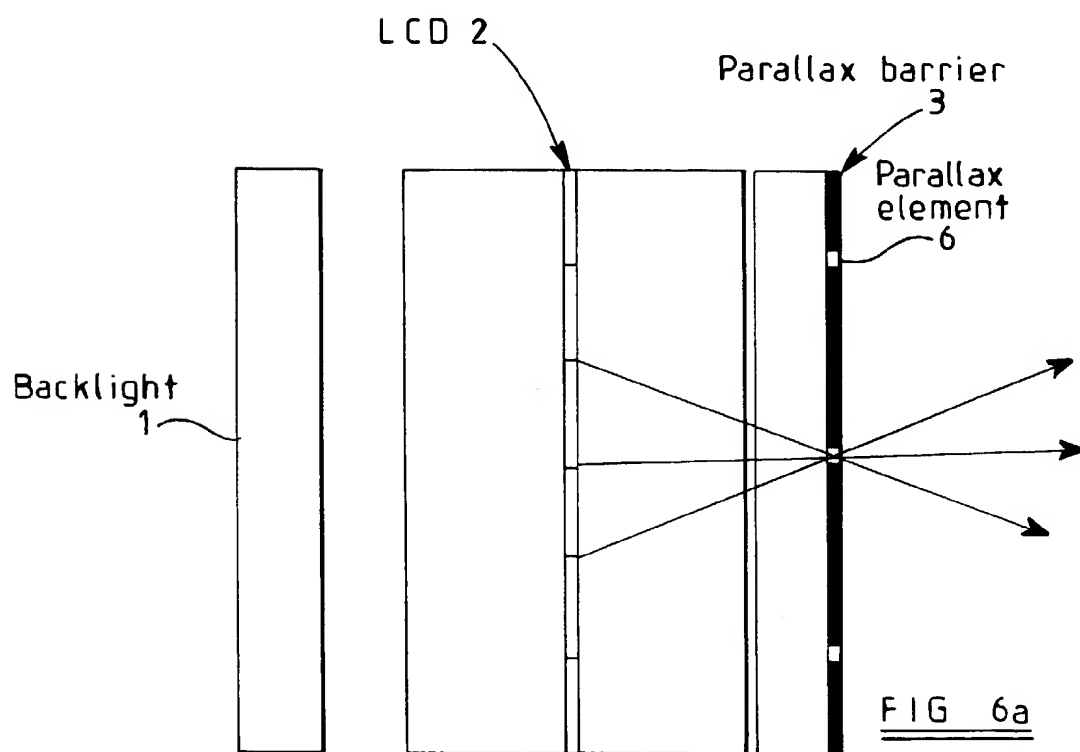 LCD 2
Parallax barrier
3
Parallax
element
6
Backlight
1
FIG 6a